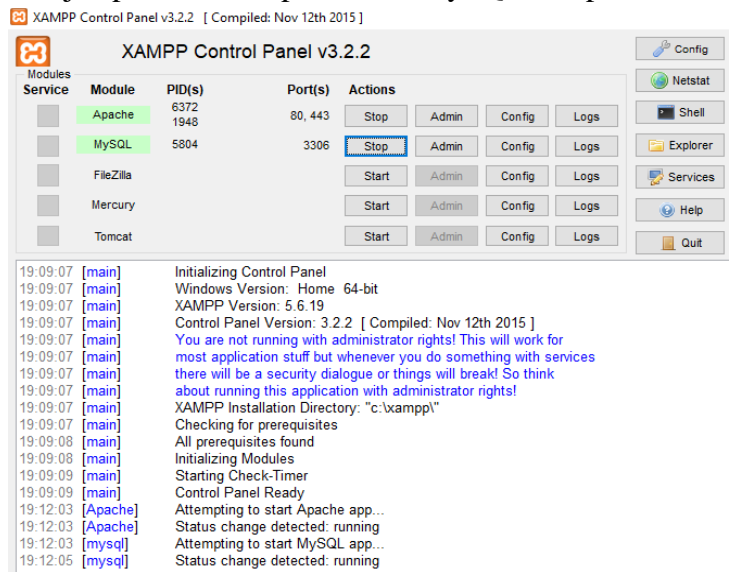 XAMPP Control Panel v3.2.2 [ Compiled: Nov 12th 2015 ]
XAMPP Control Panel v3.2.2
Config
Modules
Service Module PID(s) Port(s) Actions
Netstat
Apache 6372 1948 80, 443 Stop Admin Config Logs
Shell
MySQL 5804 3306 Stop Admin Config Logs
Explorer
FileZilla Start Admin Config Logs
Services
Mercury Start Admin Config Logs
Help
Tomcat Start Admin Config Logs
Quit
19:09:07 [main] Initializing Control Panel
19:09:07 [main] Windows Version: Home 64-bit
19:09:07 [main] XAMPP Version: 5.6.19
19:09:07 [main] Control Panel Version: 3.2.2 [ Compiled: Nov 12th 2015 ]
19:09:07 [main] You are not running with administrator rights! This will work for
19:09:07 [main] most application stuff but whenever you do something with services
19:09:07 [main] there will be a security dialogue or things will break! So think
19:09:07 [main] about running this application with administrator rights!
19:09:07 [main] XAMPP Installation Directory: "c:\xampp\"
19:09:07 [main] Checking for prerequisites
19:09:08 [main] All prerequisites found
19:09:08 [main] Initializing Modules
19:09:09 [main] Starting Check-Timer
19:09:09 [main] Control Panel Ready
19:12:03 [Apache] Attempting to start Apache app...
19:12:03 [Apache] Status change detected: running
19:12:03 [mysql] Attempting to start MySQL app...
19:12:05 [mysql] Status change detected: running